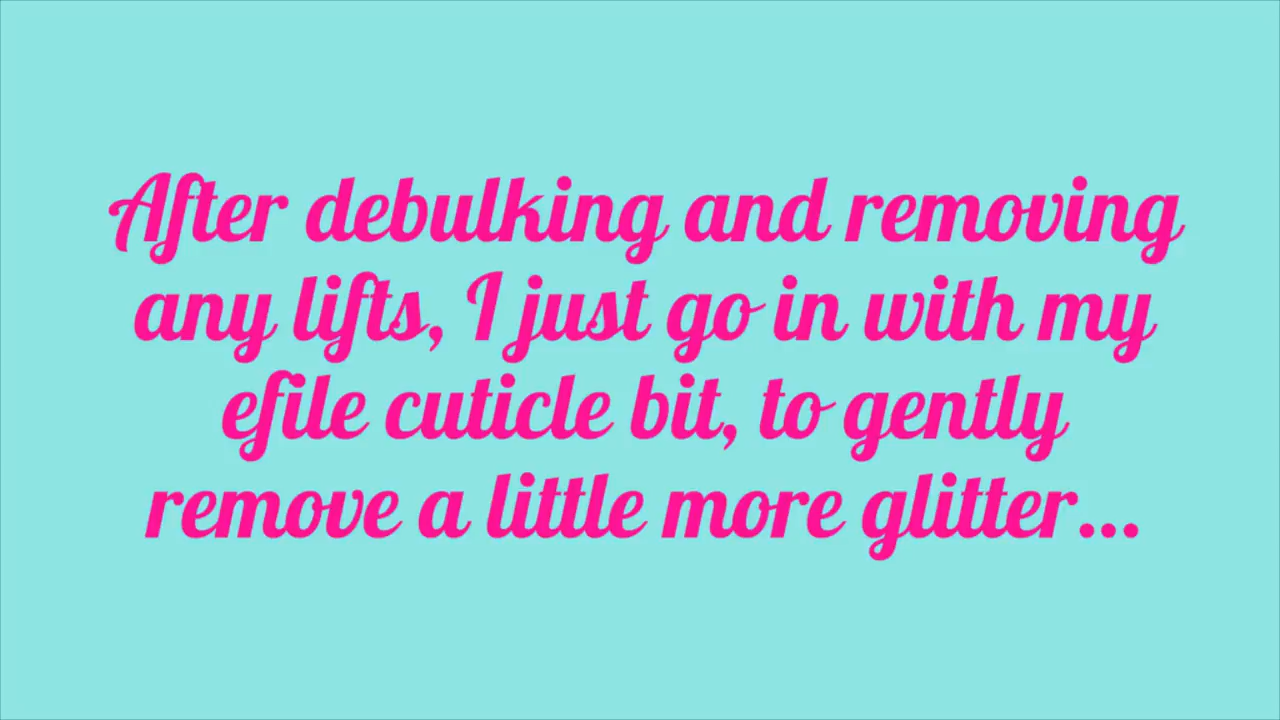 After debulking and removing
any lifts, I just go in with my
efile cuticle bit, to gently
remove a little more glitter...